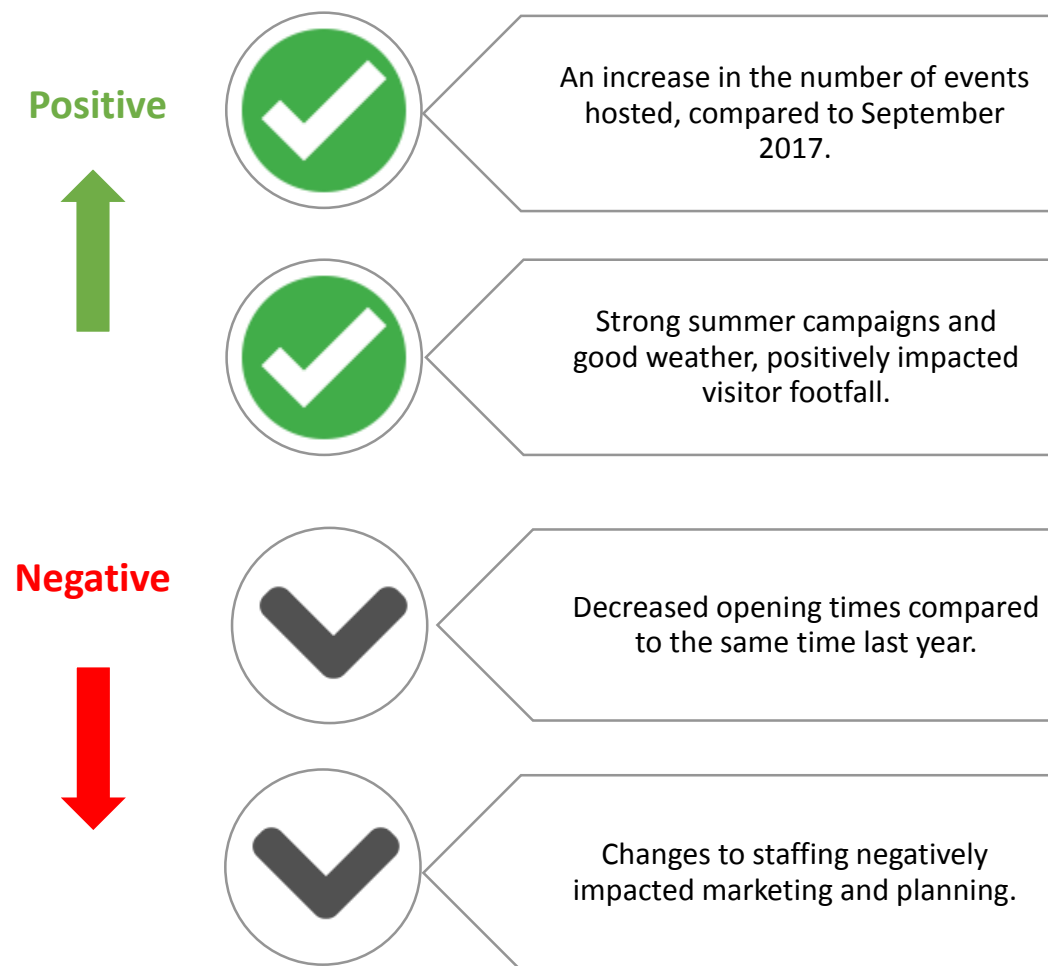 Positive
An increase in the number of events
hosted, compared to September
2017.
Strong summer campaigns and
good weather, positively impacted
visitor footfall.
Negative
Decreased opening times compared
to the same time last year.
Changes to staffing negatively
impacted marketing and planning.